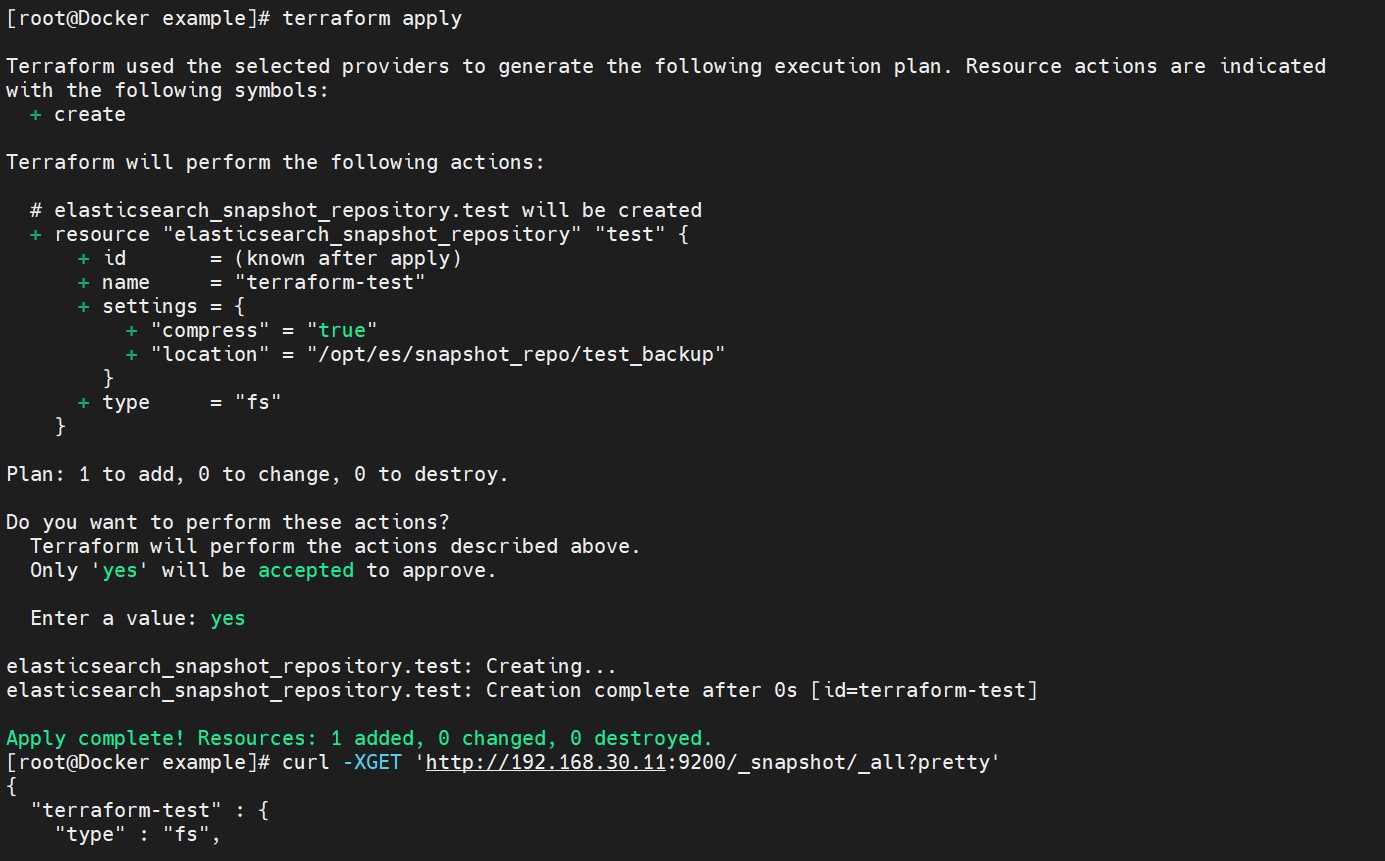 [root@Docker example]# terraform apply
Terraform used the selected providers to generate the following execution plan. Resource actions are indicated
with the following symbols:
  + create
Terraform will perform the following actions:
  # elasticsearch_snapshot_repository.test will be created
  + resource "elasticsearch_snapshot_repository" "test" {
      + id       = (known after apply)
      + name     = "terraform-test"
      + settings = {
          + "compress" = "true"
          + "location" = "/opt/es/snapshot_repo/test_backup"
        }
      + type     = "fs"
    }
Plan: 1 to add, 0 to change, 0 to destroy.
Do you want to perform these actions?
  Terraform will perform the actions described above.
  Only 'yes' will be accepted to approve.
  Enter a value: yes
elasticsearch_snapshot_repository.test: Creating...
elasticsearch_snapshot_repository.test: Creation complete after 0s [id=terraform-test]
Apply complete! Resources: 1 added, 0 changed, 0 destroyed.
[root@Docker example]# curl -XGET 'http://192.168.30.11:9200/_snapshot/_all?pretty'
{
  "terraform-test" : {
    "type" : "fs",